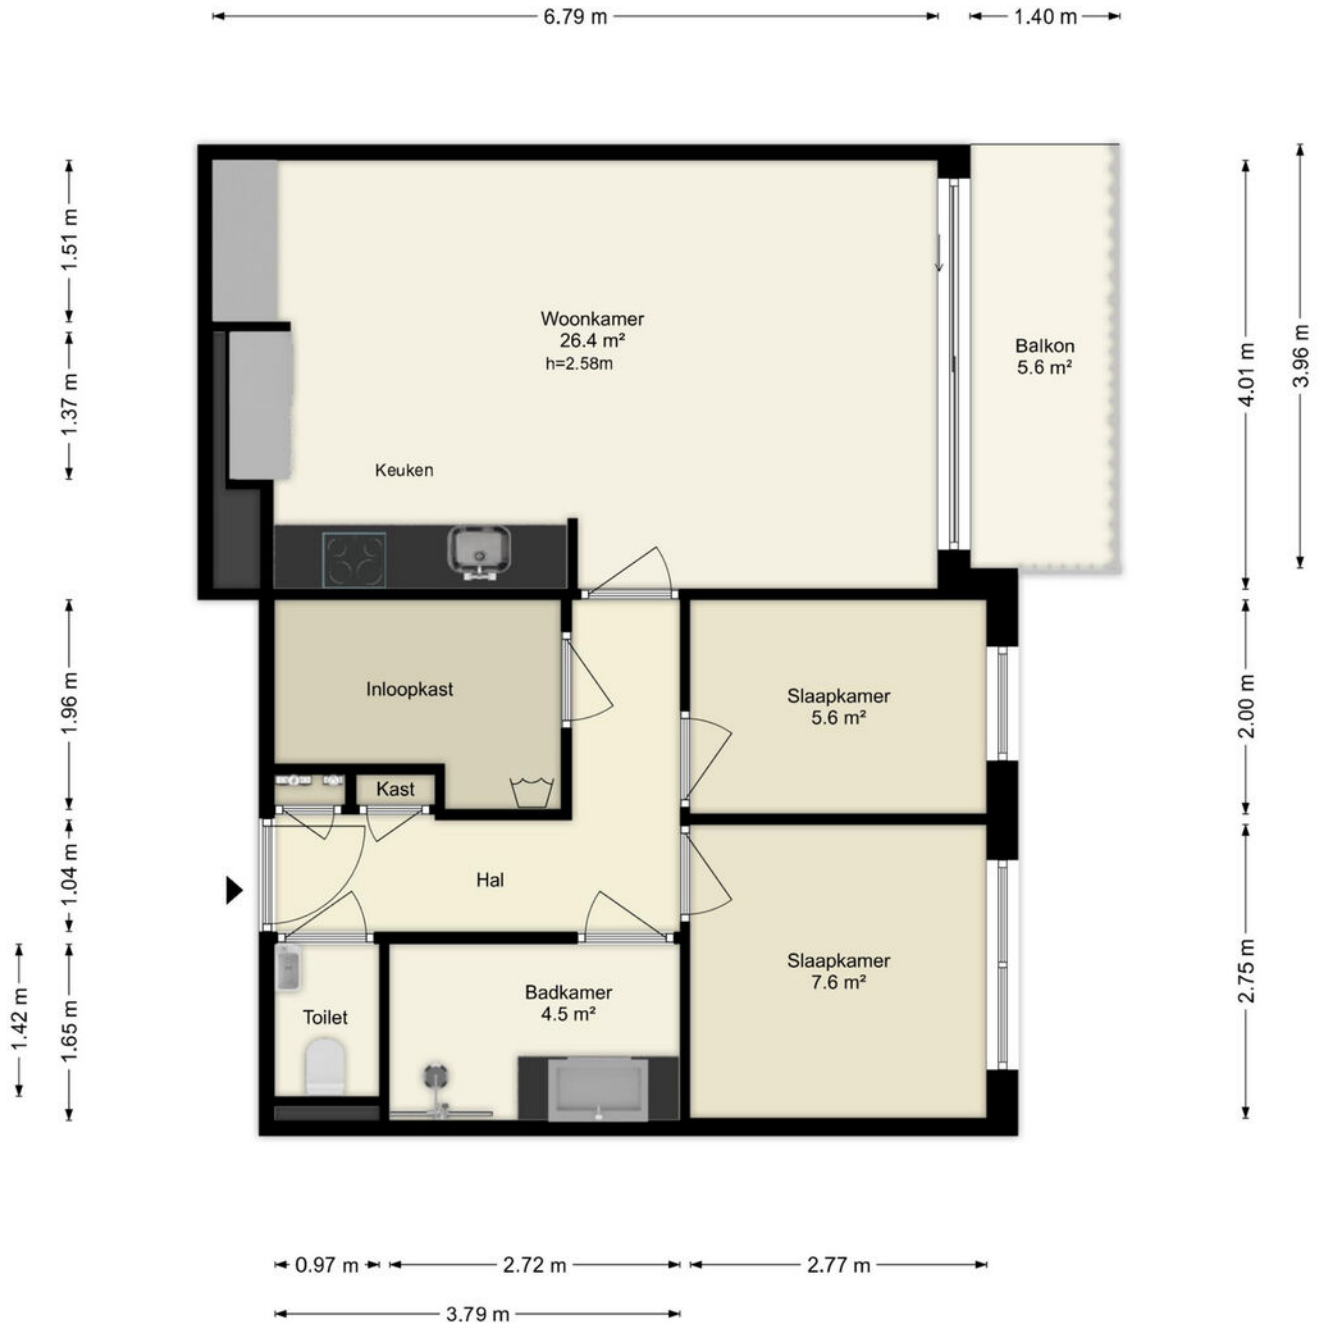 6.79 m
1.40 m
1.51 m
1.37 m
1.96 m
1.04 m
1.65 m
1.42 m
Woonkamer
26.4 m²
h=2.58m
Balkon
5.6 m²
4.01 m
3.96 m
Keuken
Inloopkast
Slaapkamer
5.6 m²
2.00 m
Kast
Hal
Slaapkamer
7.6 m²
2.75 m
Badkamer
4.5 m²
Toilet
0.97 m
2.72 m
2.77 m
3.79 m